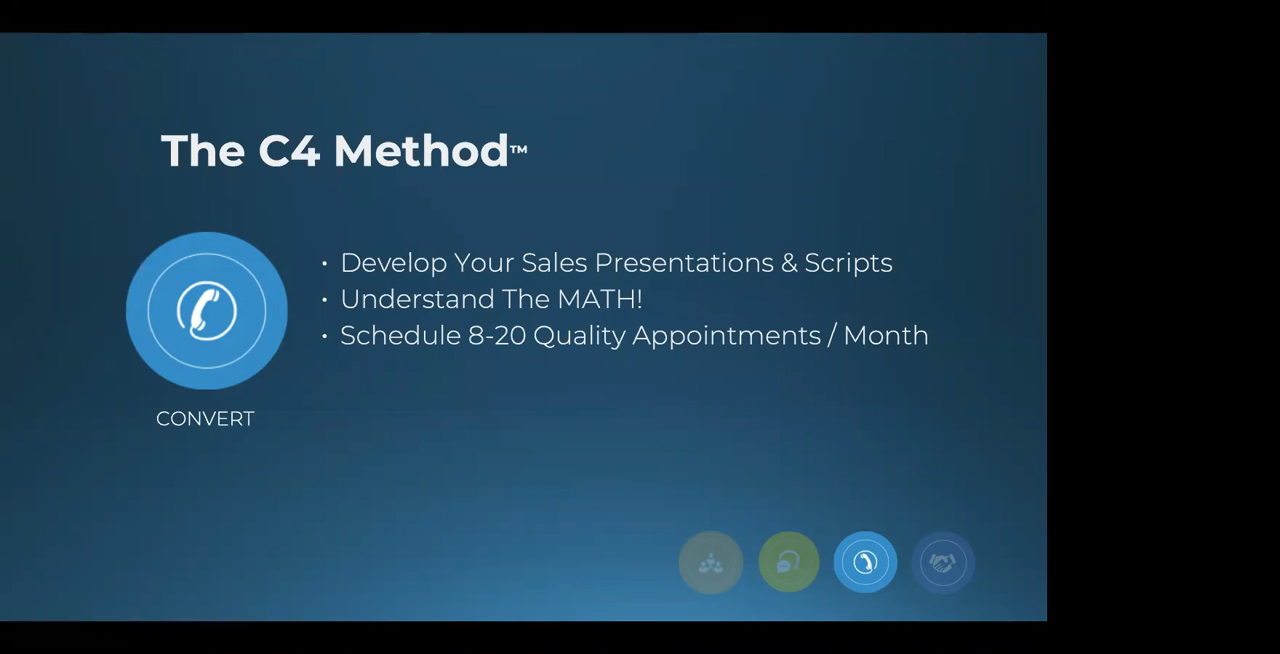 The C4 Method™
• Develop Your Sales Presentations & Scripts
• Understand The MATH!
• Schedule 8-20 Quality Appointments / Month
CONVERT